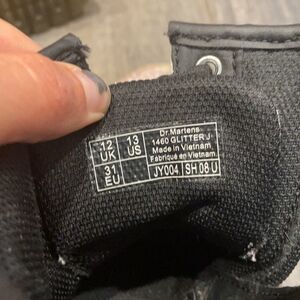 12 UK
13 US
31 EU
Dr.Martens
1460 GLITTER J
Made in Vietnam
Fabriqué en Vietnam
JY004
SH 08 U